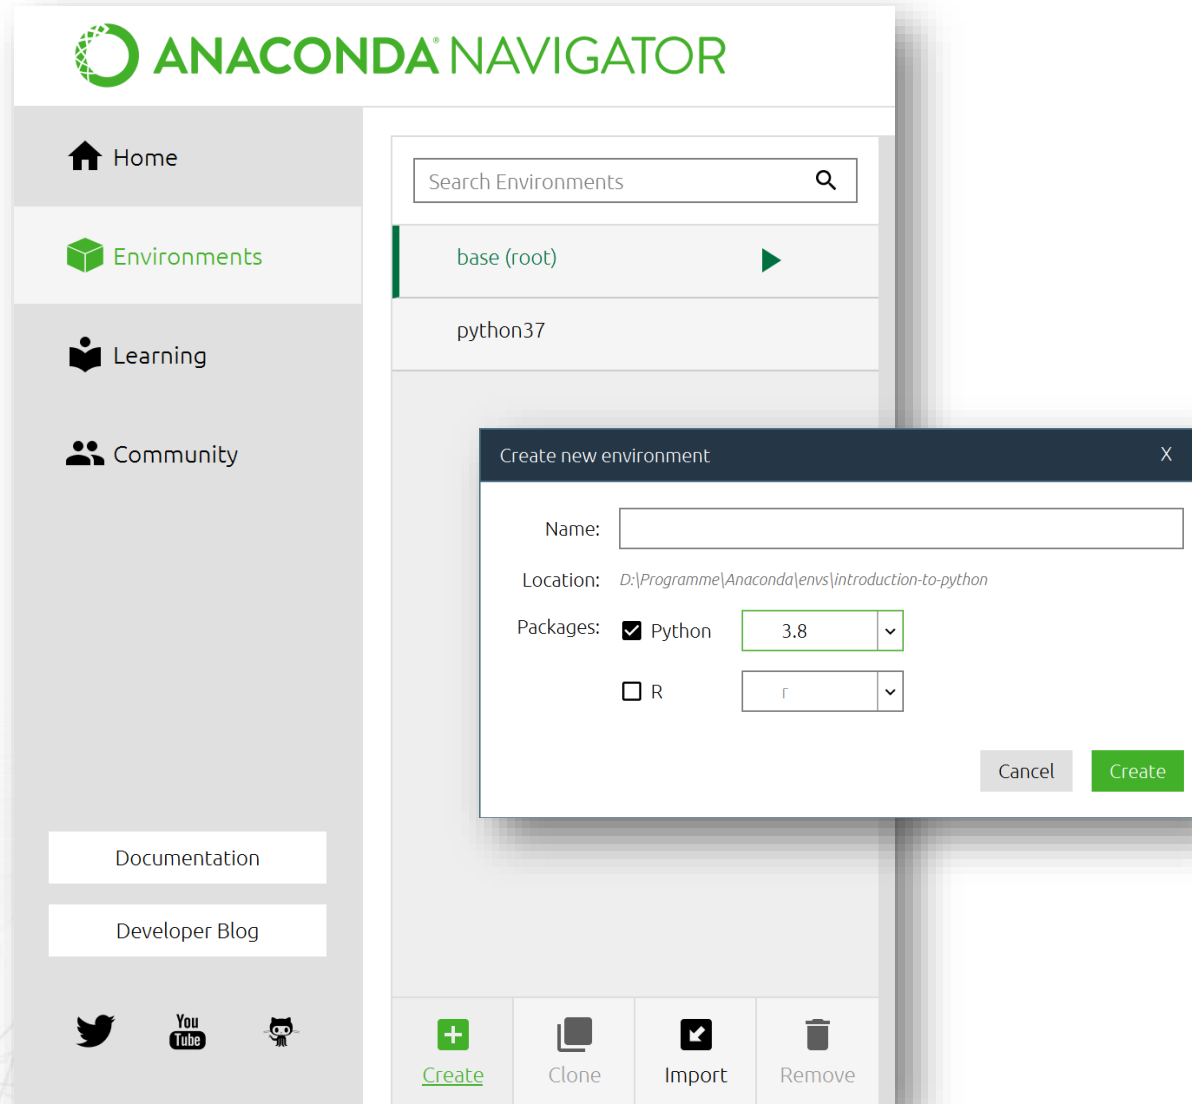 ANACONDA NAVIGATOR
Home
Environments
Learning
Community
Documentation
Developer Blog
You
Tube
Search Environments
base (root)
python37
Create new environment X
Name:
Location: D:\Programme\Anaconda\envs\introduction-to-python
Packages: Python 3.8
R r
Cancel Create
Create Clone Import Remove